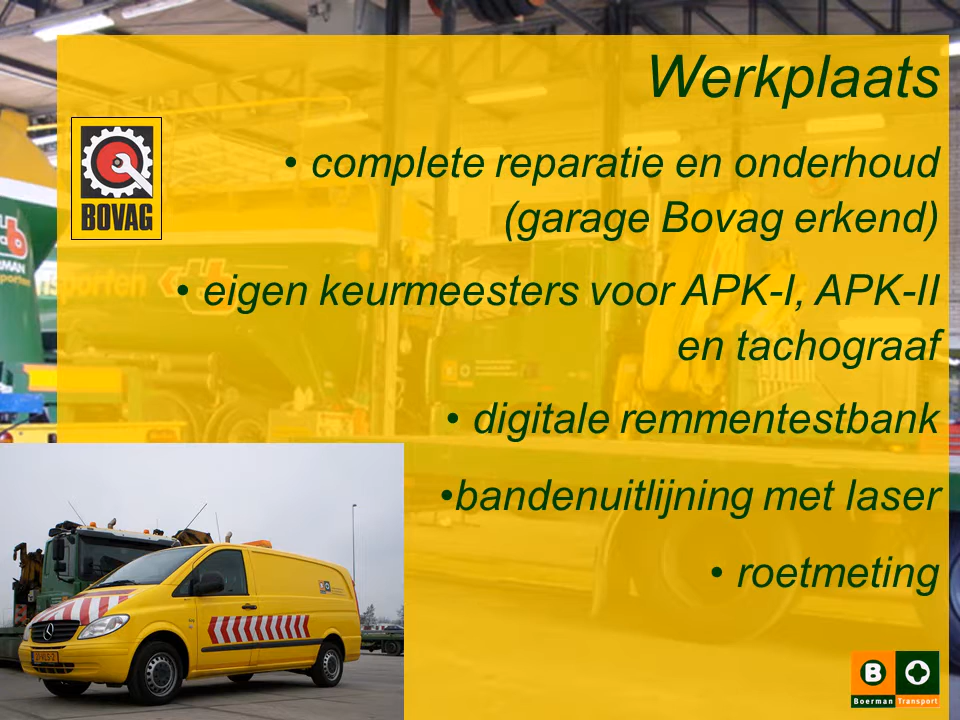 Werkplaats
• complete reparatie en onderhoud
(garage Bovag erkend)
BOVAG
• eigen keurmeesters voor APK-I, APK-II
en tachograaf
• digitale remmentestbank
•bandenuitlijning met laser
• roetmeting
B
Boerman Transport